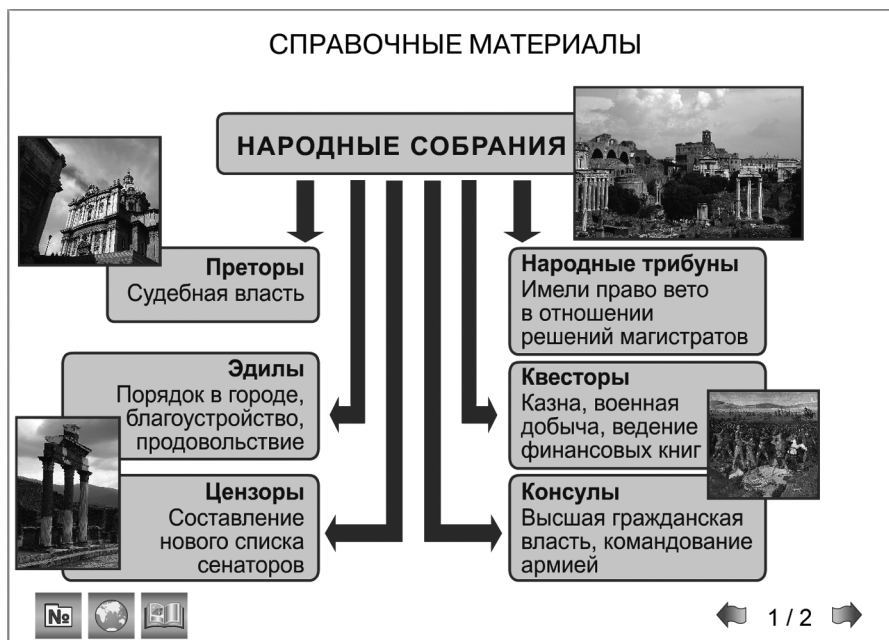 СПРАВОЧНЫЕ МАТЕРИАЛЫ
НАРОДНЫЕ СОБРАНИЯ
Преторы
Судебная власть
Народные трибуны
Имели право вето
в отношении
решений магистратов
Эдилы
Порядок в городе,
благоустройство,
продовольствие
Квесторы
Казна, военная
добыча, ведение
финансовых книг
Цензоры
Составление
нового списка
сенаторов
Консулы
Высшая гражданская
власть, командование
армией
№
1 / 2